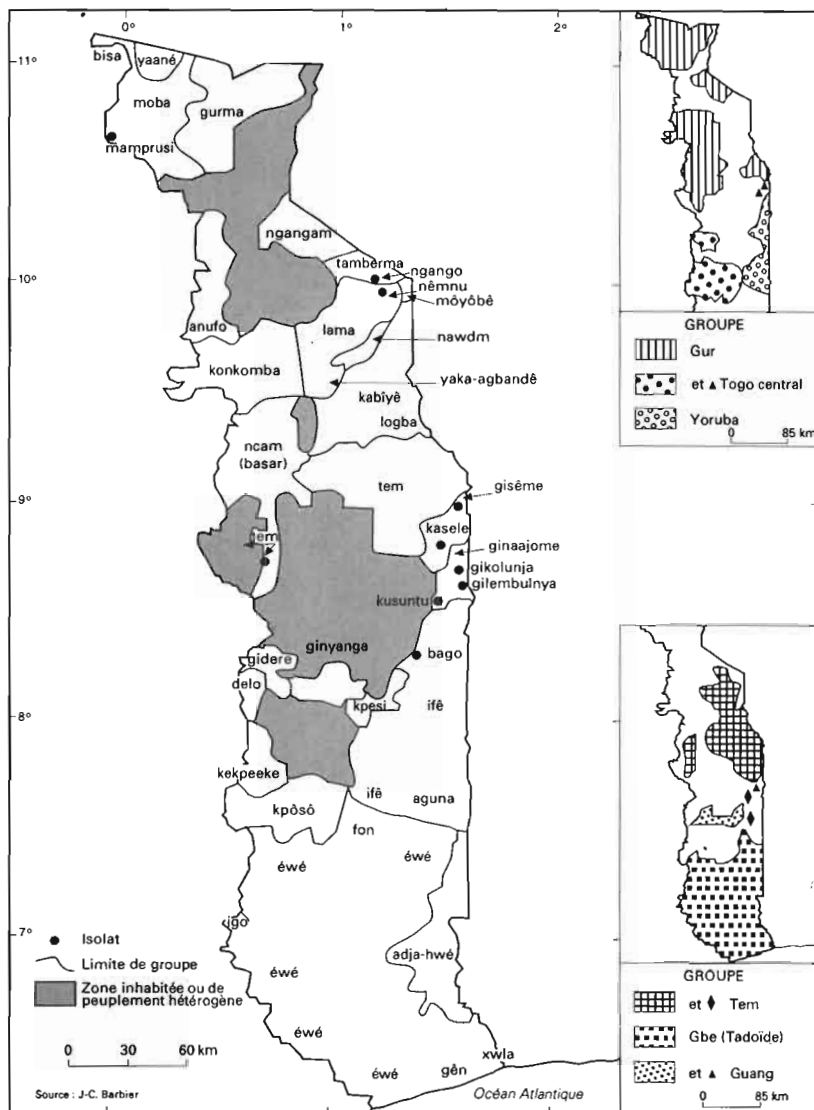 0°
1°
2°
11°
bisa
yaané
moba
gurma
mamprusi
ngangam
10°
tamberma
ngango
nêmnu
môyôbê
anufo
lama
nawdm
konkomba
yaka-agbandê
kabîyê
logba
ncam
(basar)
9°
tem
gisême
kasele
ginaajome
gikolunja
gilembulnya
kusuntu
ginyanga
bago
gidere
delo
8°
kpesi
ifê
kekpeeke
ifê
aguna
kpòsô
fon
éwé
éwé
7°
igo
adja-hwé
éwé
éwé
xwla
éwé
gên
Océan Atlantique
Isolat
Limite de groupe
Zone inhabitée ou de
peuplement hétérogène
0 30 60 km
Source : J-C. Barbier
GROUPE
Gur
et Togo central
Yoruba
0 85 km
GROUPE
et Tem
Gbe (Tadoïde)
et Guang
0 85 km